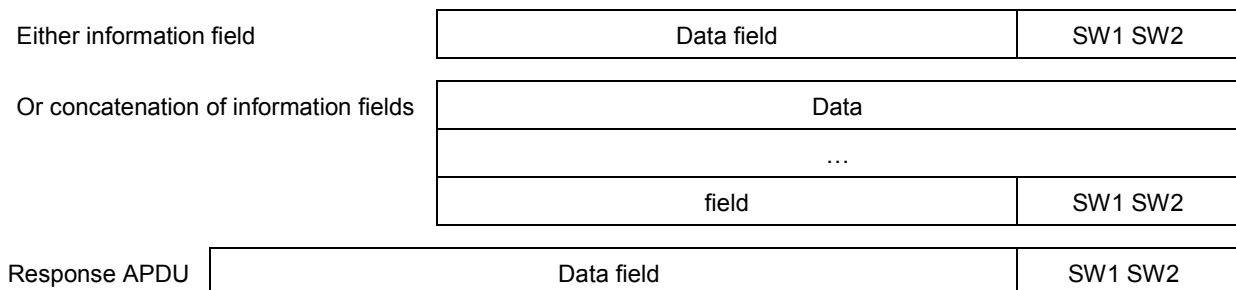 Either information field Data field SW1 SW2
Or concatenation of information fields Data
…
field SW1 SW2
Response APDU Data field SW1 SW2